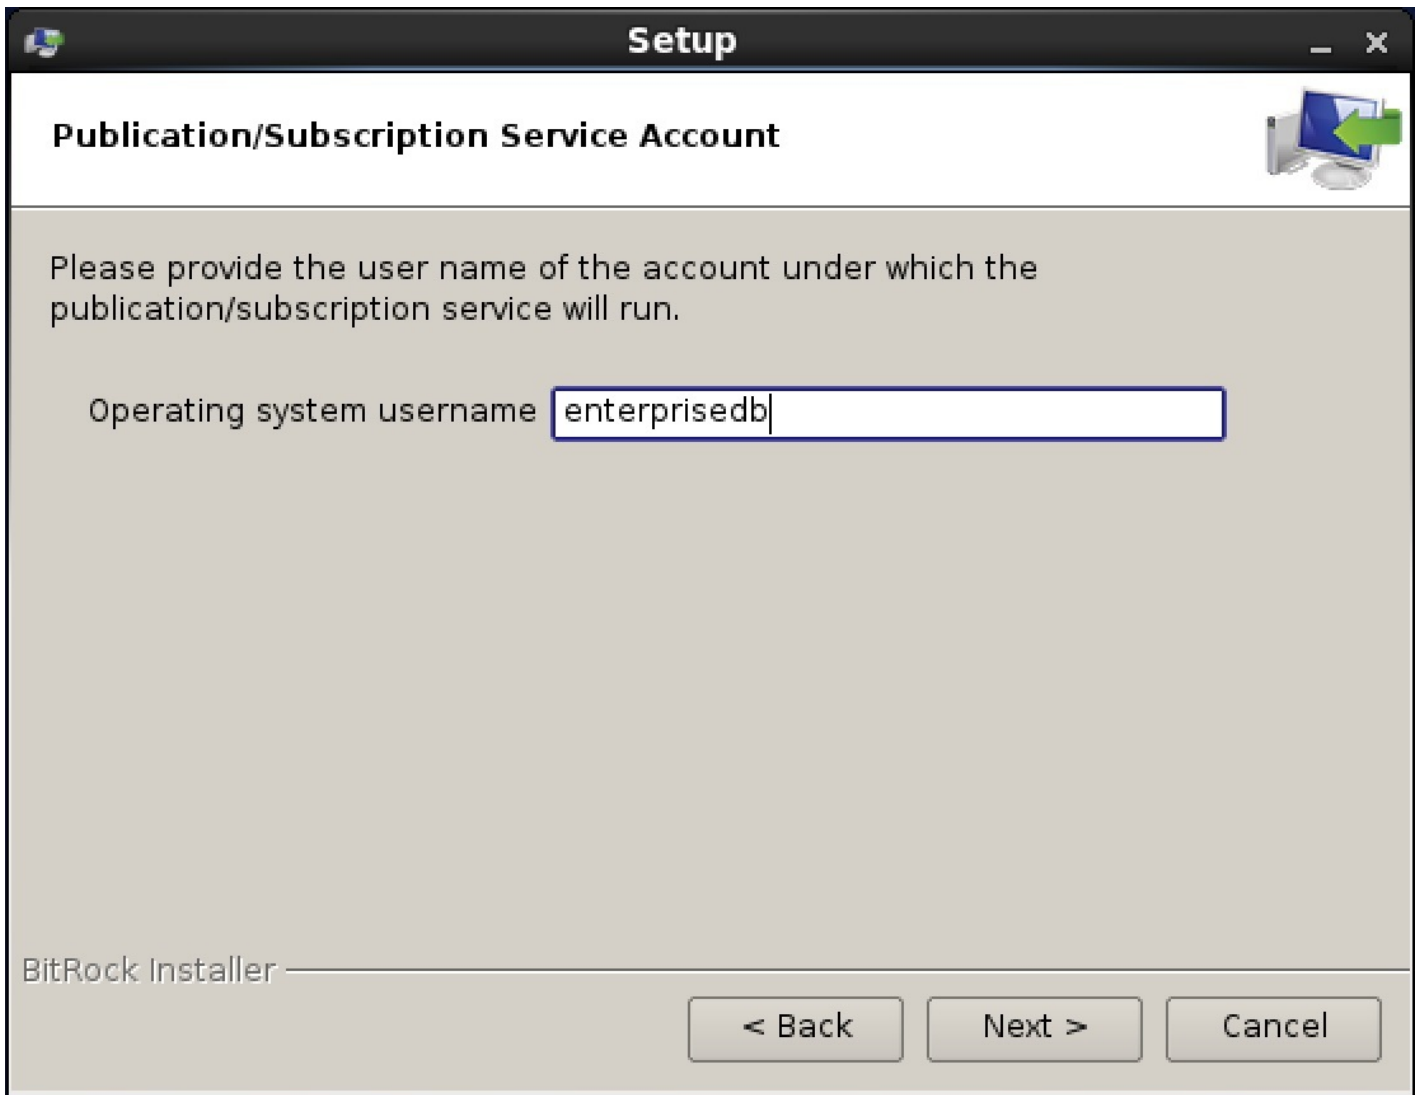 Setup
Publication/Subscription Service Account
Please provide the user name of the account under which the
publication/subscription service will run.
Operating system username enterprisedb
BitRock Installer
< Back Next > Cancel